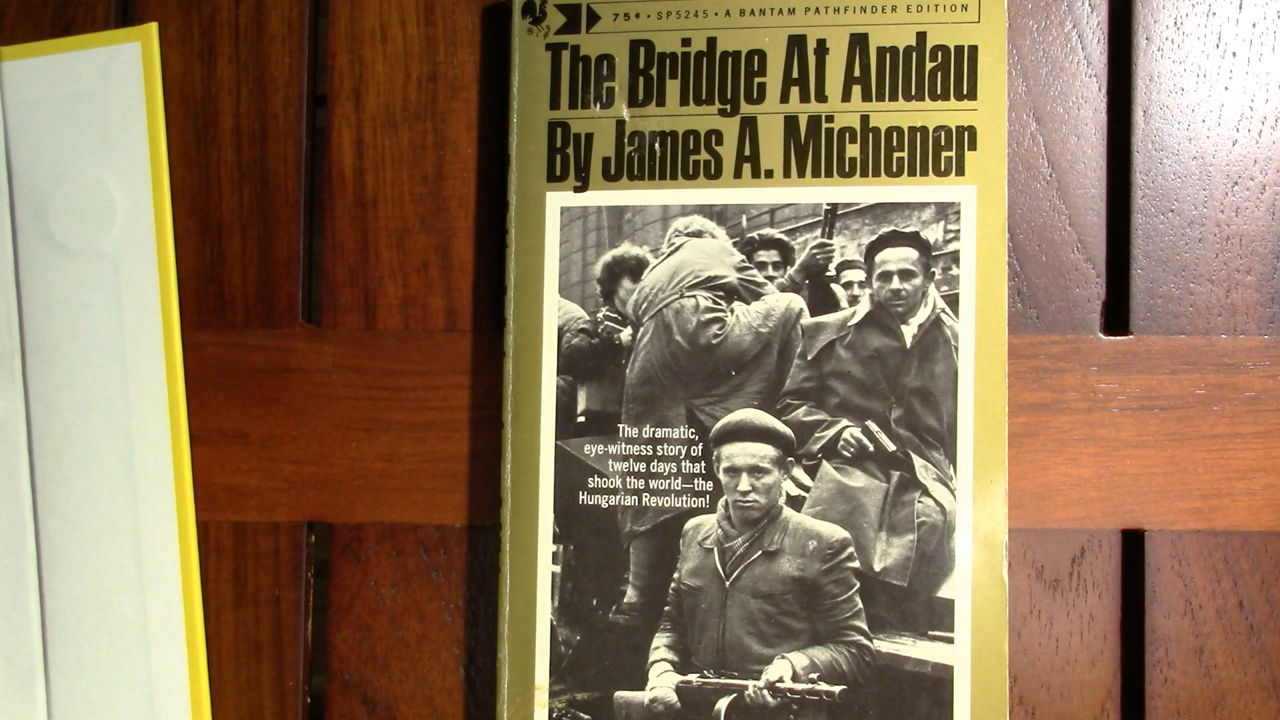 75¢ • SP5245 • A BANTAM PATHFINDER EDITION
The Bridge At Andau
By James A. Michener
The dramatic,
eye-witness story of
twelve days that
shook the world—the
Hungarian Revolution!